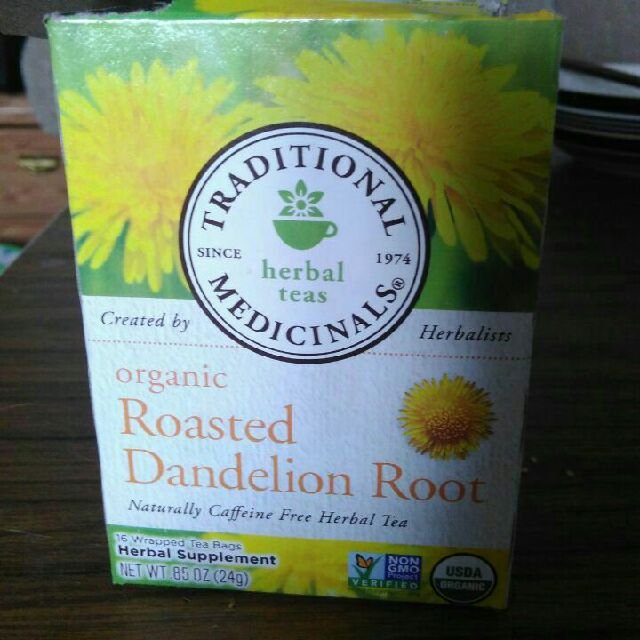 TRADITIONAL
SINCE 1974
herbal
teas
MEDICINALS®
Created by Herbalists
organic
Roasted
Dandelion Root
Naturally Caffeine Free Herbal Tea
16 Wrapped Tea Bags
Herbal Supplement
NET WT .85 OZ (24g)
NON
GMO
Project
VERIFIED
USDA
ORGANIC